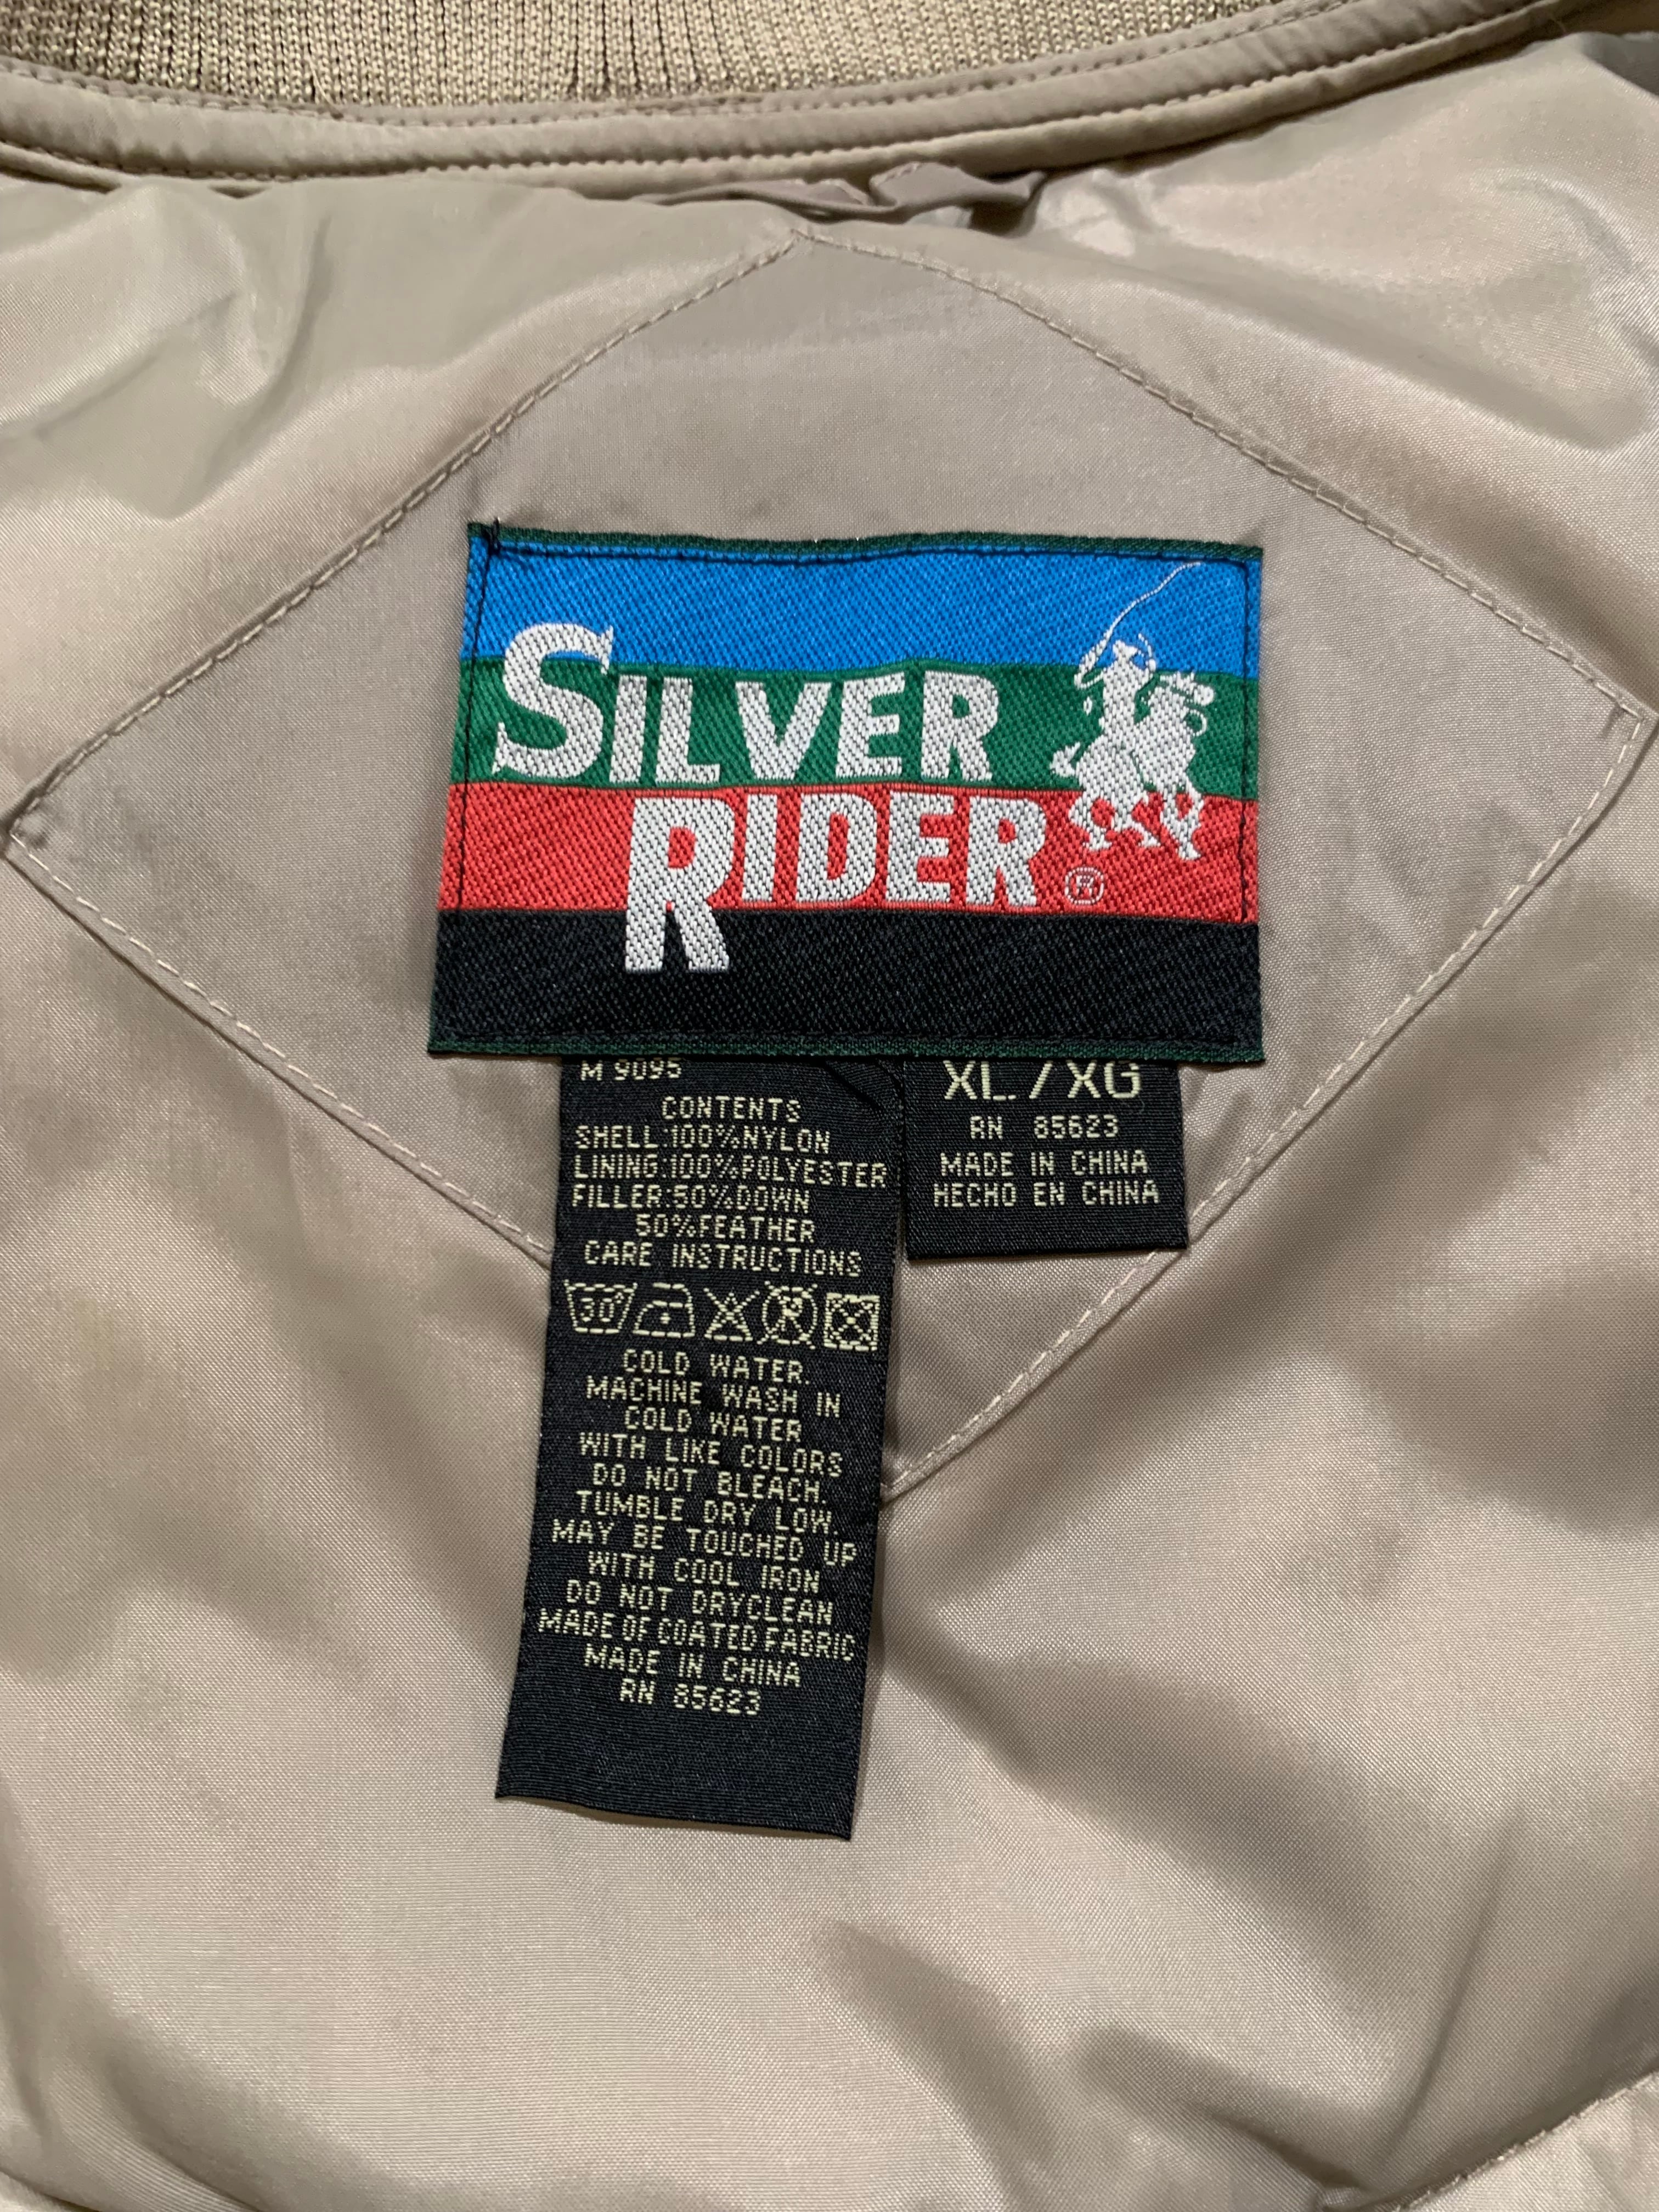 SILVER
RIDER ®
M 9095
CONTENTS
SHELL:100%NYLON
LINING:100%POLYESTER
FILLER:50%DOWN
50%FEATHER
CARE INSTRUCTIONS
30° R
COLD WATER
MACHINE WASH IN
COLD WATER
WITH LIKE COLORS
DO NOT BLEACH.
TUMBLE DRY LOW.
MAY BE TOUCHED UP
WITH COOL IRON
DO NOT DRYCLEAN
MADE OF COATED FABRIC
MADE IN CHINA
RN 85623
XL / XG
RN 85623
MADE IN CHINA
HECHO EN CHINA